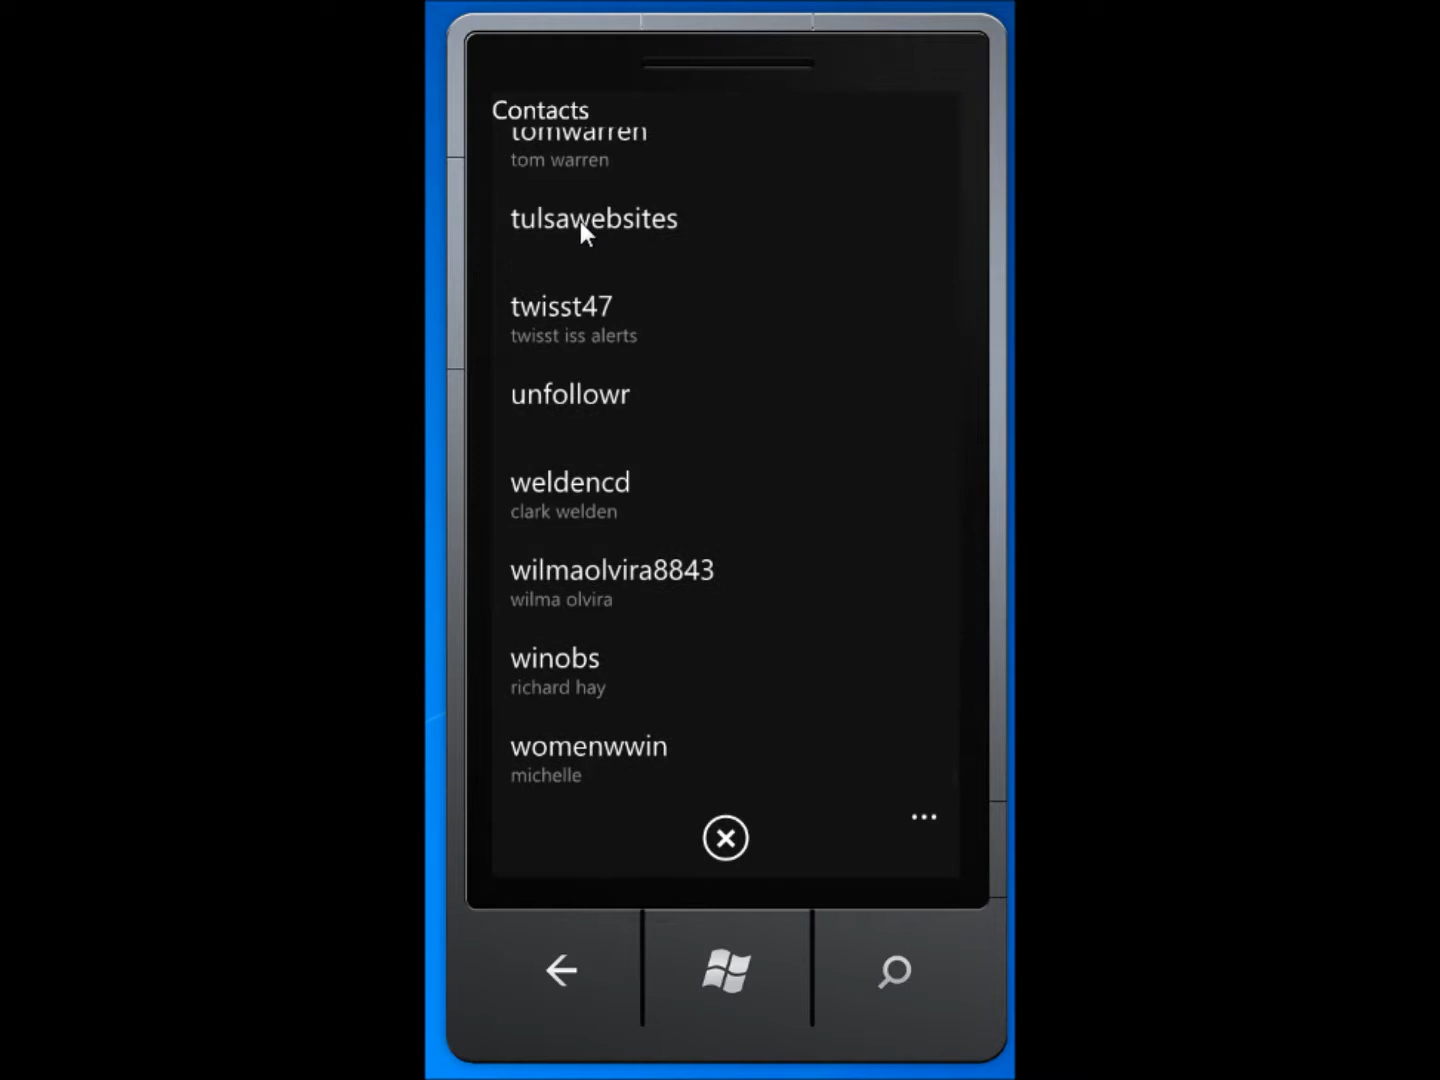 Contacts
tomwarren
tom warren
tulsawebsites
twisst47
twisst iss alerts
unfollowr
weldencd
clark welden
wilmaolvira8843
wilma olvira
winobs
richard hay
womenwwin
michelle